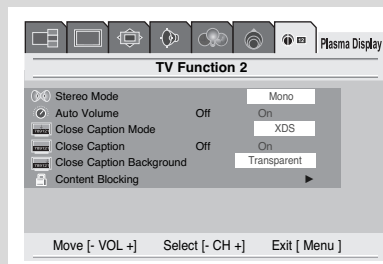 Plasma Display
TV Function 2
Stereo Mode Mono
Auto Volume Off On
Close Caption Mode XDS
Close Caption Off On
Close Caption Background Transparent
Content Blocking
Move [- VOL +] Select [- CH +] Exit [ Menu ]